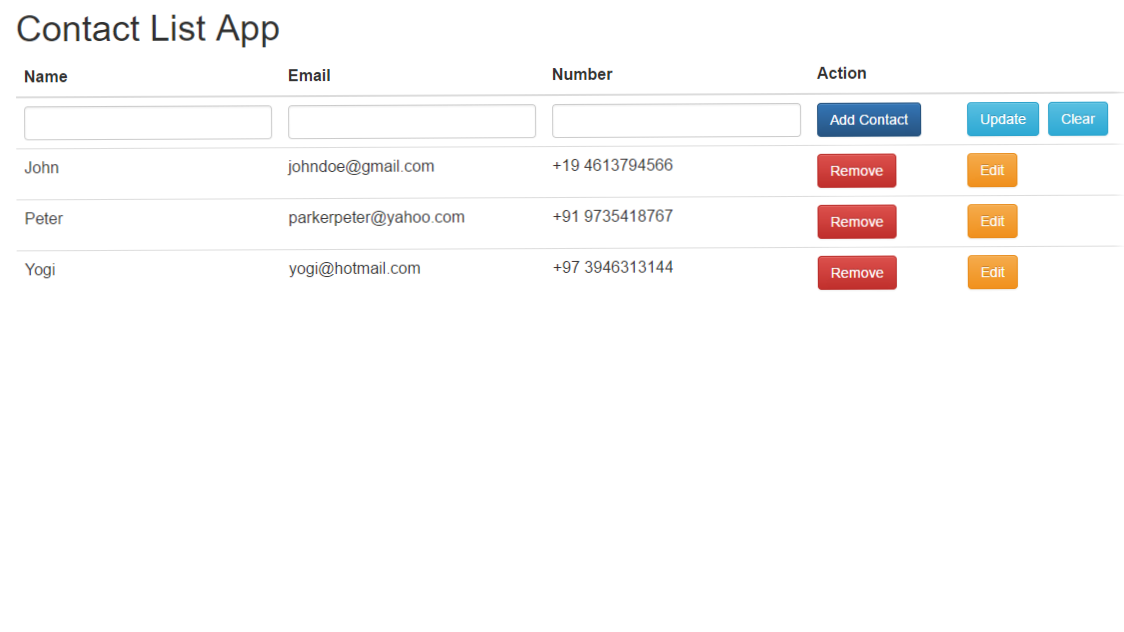 Contact List App
Name Email Number Action
Add Contact Update Clear
John johndoe@gmail.com +19 4613794566 Remove Edit
Peter parkerpeter@yahoo.com +91 9735418767 Remove Edit
Yogi yogi@hotmail.com +97 3946313144 Remove Edit